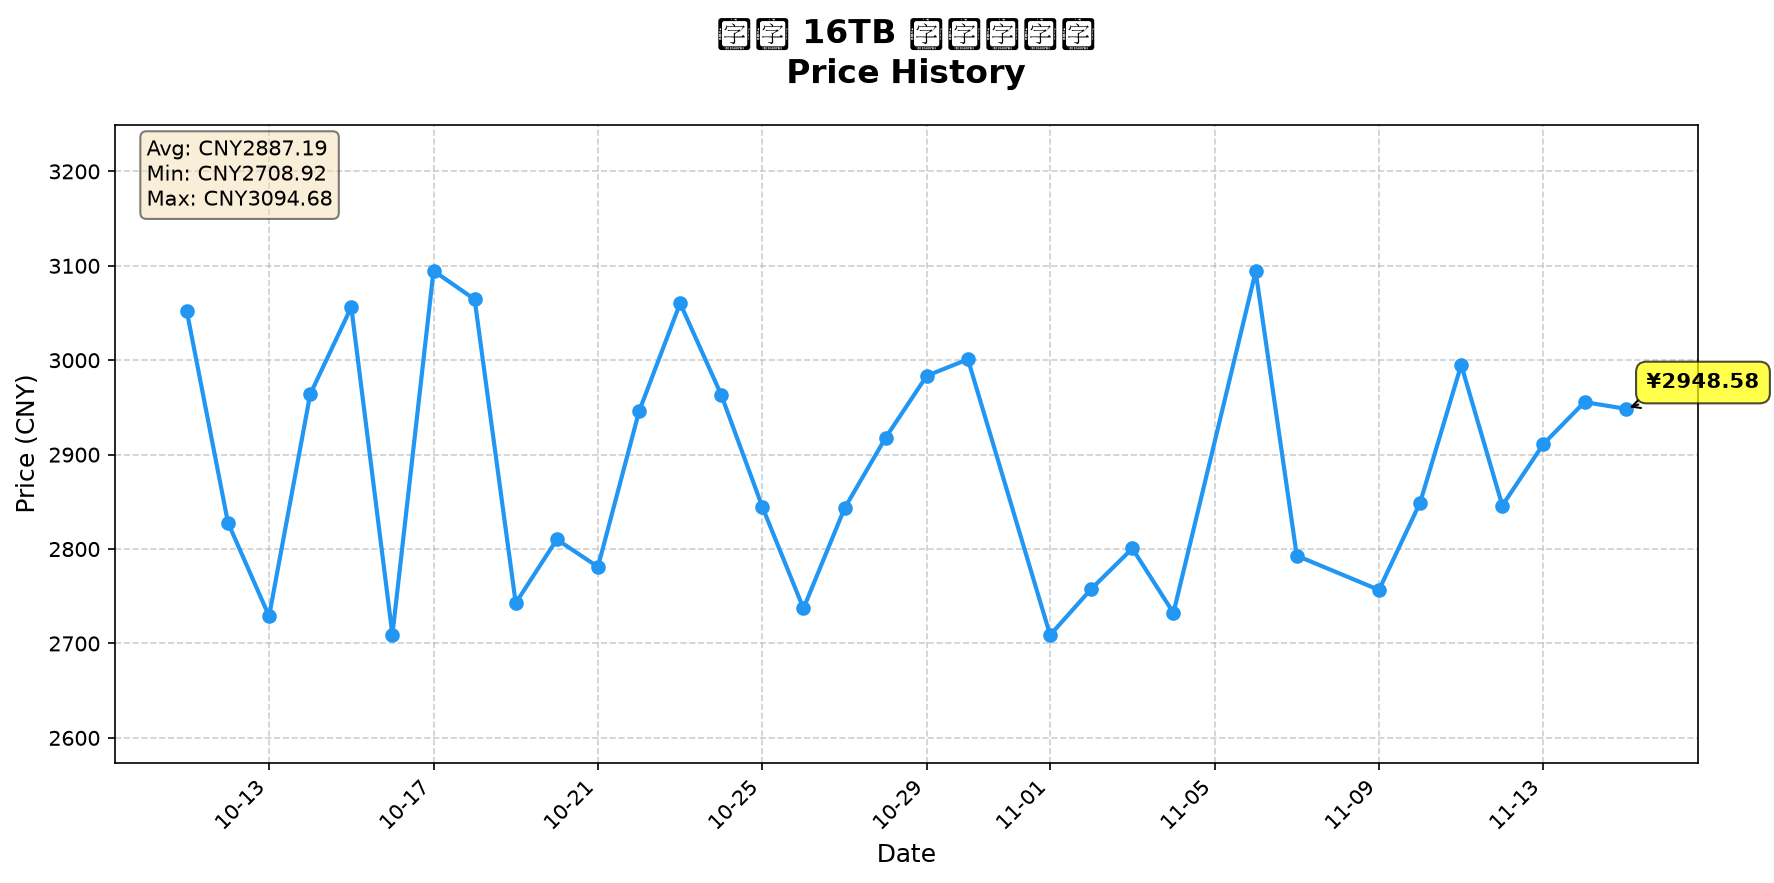 16TB
Price History
Avg: CNY2887.19
Min: CNY2708.92
Max: CNY3094.68
3200
3100
3000
2900
2800
2700
2600
Price (CNY)
¥2948.58
10-13
10-17
10-21
10-25
10-29
11-01
11-05
11-09
11-13
Date